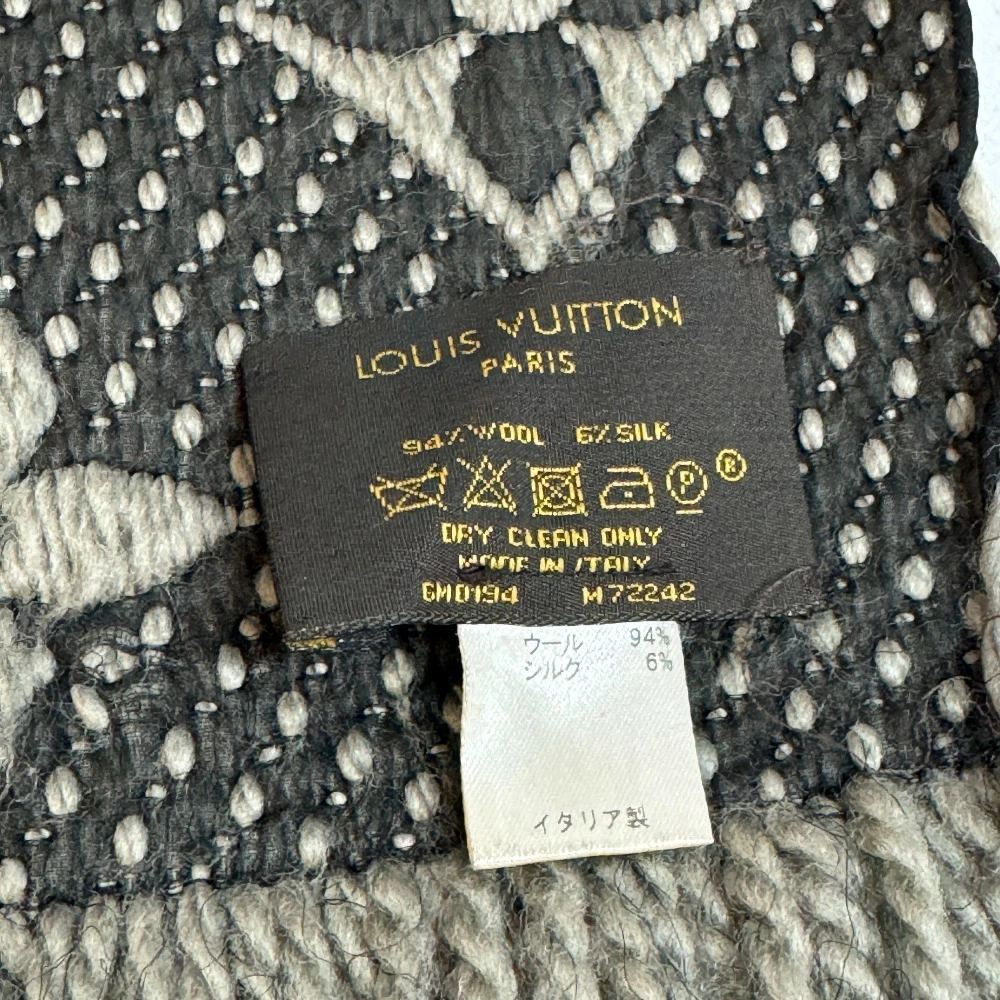 LOUIS VUITTON
PARIS
94% WOOL 6% SILK
P ®
DRY CLEAN ONLY
MADE IN ITALY
GM0194 M72242
ウール 94%
シルク 6%
イタリア製